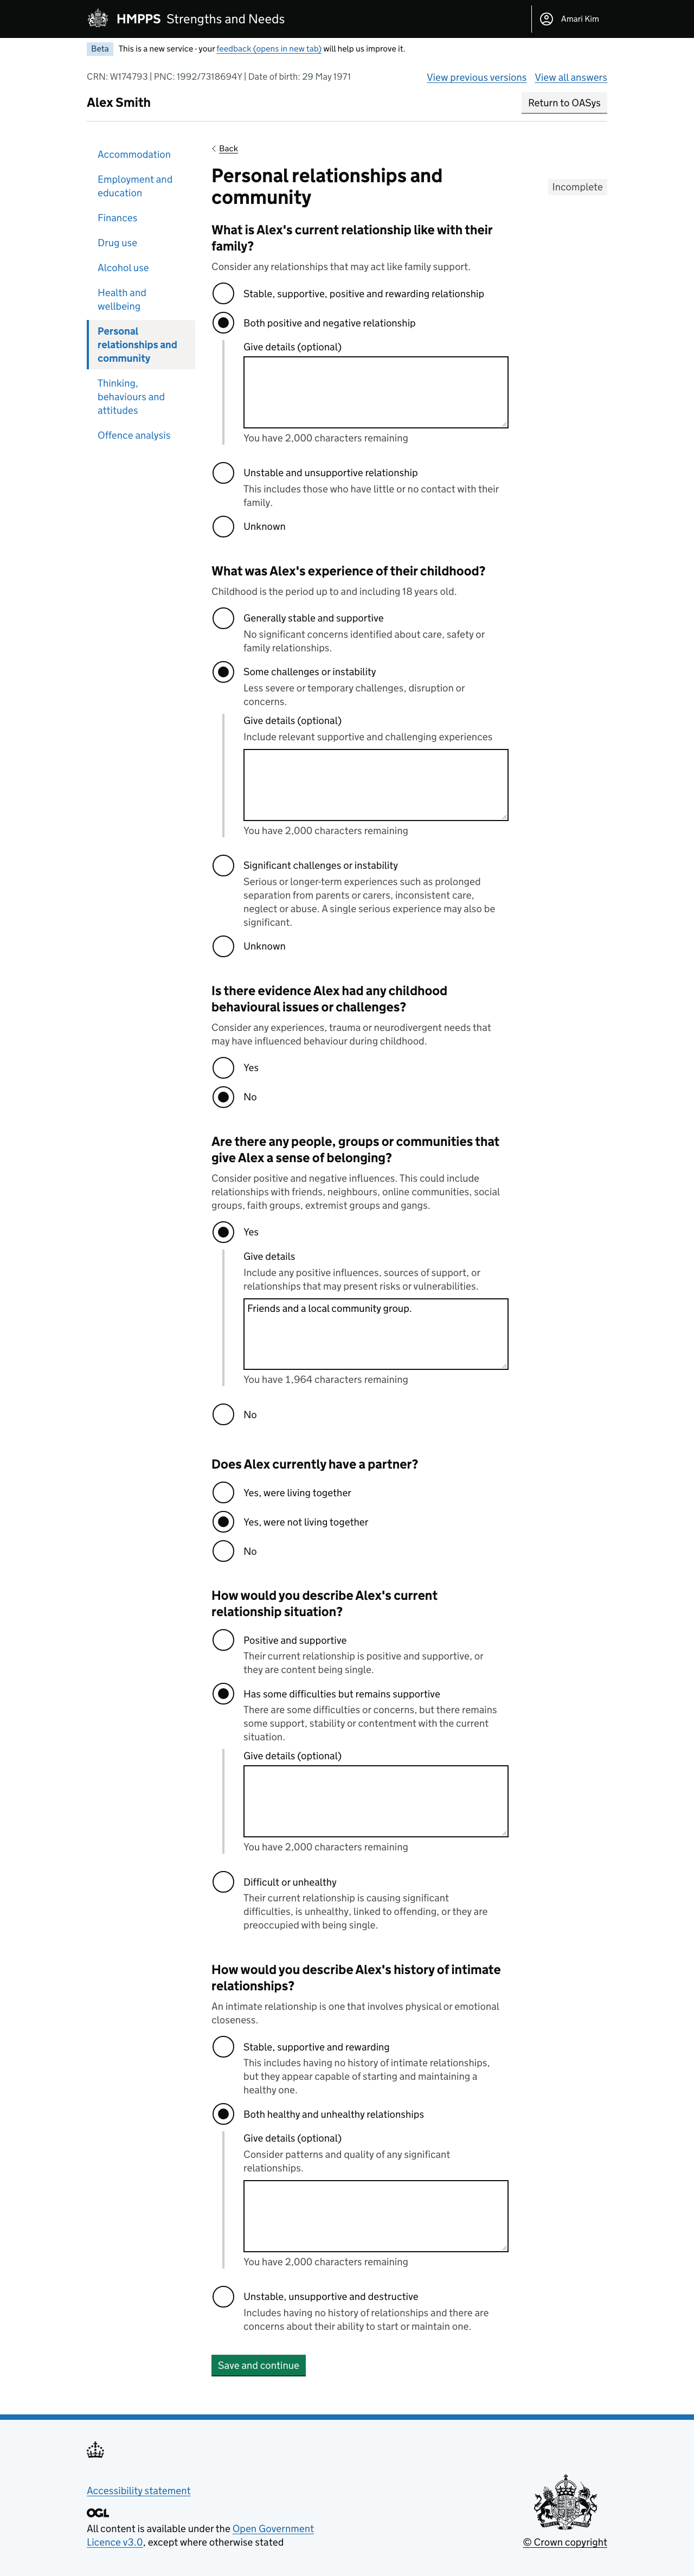 HMPPS Strengths and Needs
Amari Kim
Beta This is a new service - your feedback (opens in new tab) will help us improve it.
CRN: W174793 | PNC: 1992/7318694Y | Date of birth: 29 May 1971
View previous versions View all answers
Alex Smith
Return to OASys
Accommodation
Employment and
education
Finances
Drug use
Alcohol use
Health and
wellbeing
Personal
relationships and
community
Thinking,
behaviours and
attitudes
Offence analysis
Back
Personal relationships and
community
Incomplete
What is Alex's current relationship like with their
family?
Consider any relationships that may act like family support.
Stable, supportive, positive and rewarding relationship
Both positive and negative relationship
Give details (optional)
You have 2,000 characters remaining
Unstable and unsupportive relationship
This includes those who have little or no contact with their
family.
Unknown
What was Alex's experience of their childhood?
Childhood is the period up to and including 18 years old.
Generally stable and supportive
No significant concerns identified about care, safety or
family relationships.
Some challenges or instability
Less severe or temporary challenges, disruption or
concerns.
Give details (optional)
Include relevant supportive and challenging experiences
You have 2,000 characters remaining
Significant challenges or instability
Serious or longer-term experiences such as prolonged
separation from parents or carers, inconsistent care,
neglect or abuse. A single serious experience may also be
significant.
Unknown
Is there evidence Alex had any childhood
behavioural issues or challenges?
Consider any experiences, trauma or neurodivergent needs that
may have influenced behaviour during childhood.
Yes
No
Are there any people, groups or communities that
give Alex a sense of belonging?
Consider positive and negative influences. This could include
relationships with friends, neighbours, online communities, social
groups, faith groups, extremist groups and gangs.
Yes
Give details
Include any positive influences, sources of support, or
relationships that may present risks or vulnerabilities.
Friends and a local community group.
You have 1,964 characters remaining
No
Does Alex currently have a partner?
Yes, were living together
Yes, were not living together
No
How would you describe Alex's current
relationship situation?
Positive and supportive
Their current relationship is positive and supportive, or
they are content being single.
Has some difficulties but remains supportive
There are some difficulties or concerns, but there remains
some support, stability or contentment with the current
situation.
Give details (optional)
You have 2,000 characters remaining
Difficult or unhealthy
Their current relationship is causing significant
difficulties, is unhealthy, linked to offending, or they are
preoccupied with being single.
How would you describe Alex's history of intimate
relationships?
An intimate relationship is one that involves physical or emotional
closeness.
Stable, supportive and rewarding
This includes having no history of intimate relationships,
but they appear capable of starting and maintaining a
healthy one.
Both healthy and unhealthy relationships
Give details (optional)
Consider patterns and quality of any significant
relationships.
You have 2,000 characters remaining
Unstable, unsupportive and destructive
Includes having no history of relationships and there are
concerns about their ability to start or maintain one.
Save and continue
Accessibility statement
OGL
All content is available under the Open Government
Licence v3.0, except where otherwise stated
© Crown copyright